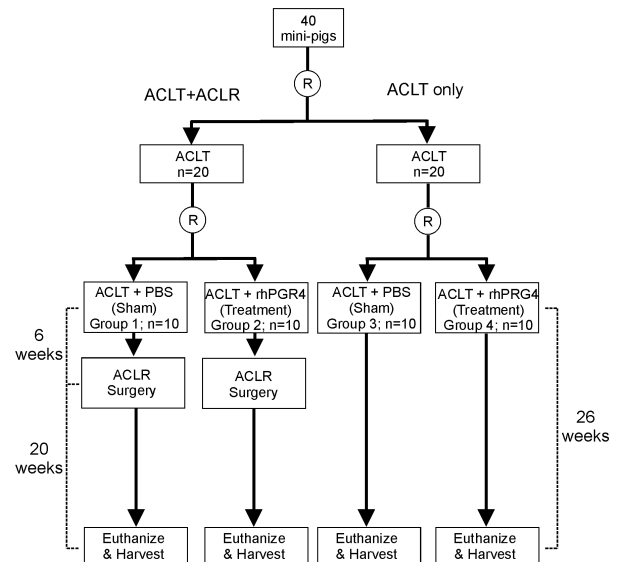 40
mini-pigs
R
ACLT+ACLR
ACLT only
ACLT
n=20
ACLT
n=20
R
R
ACLT + PBS
(Sham)
Group 1; n=10
ACLT + rhPGR4
(Treatment)
Group 2; n=10
ACLT + PBS
(Sham)
Group 3; n=10
ACLT + rhPRG4
(Treatment)
Group 4; n=10
6
weeks
ACLR
Surgery
ACLR
Surgery
20
weeks
26
weeks
Euthanize
& Harvest
Euthanize
& Harvest
Euthanize
& Harvest
Euthanize
& Harvest